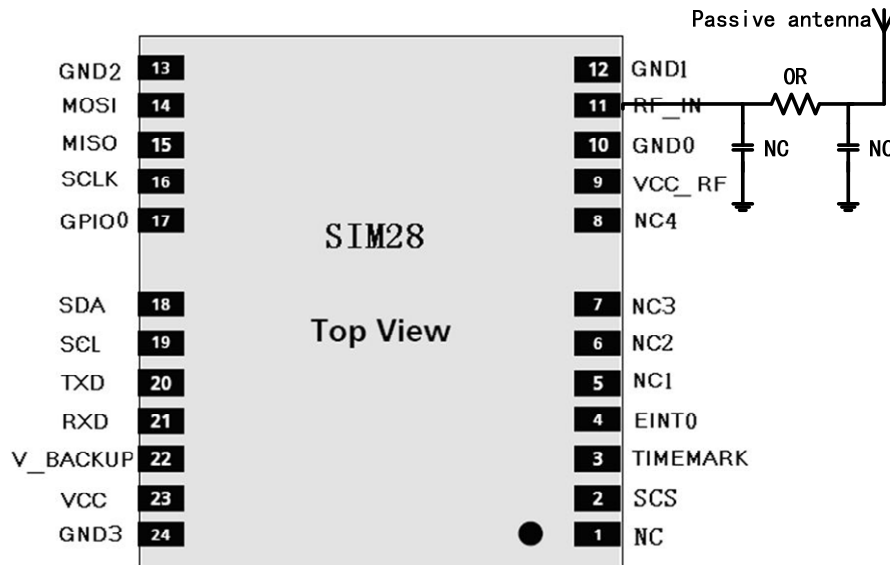 Passive antenna
GND2 13 12 GND1
0R
MOSI 14 11 RF_IN
MISO 15 10 GND0
NC NC
SCLK 16 9 VCC_RF
GPIO0 17 8 NC4
SIM28
SDA 18 7 NC3
Top View
SCL 19 6 NC2
TXD 20 5 NC1
RXD 21 4 EINT0
V_BACKUP 22 3 TIMEMARK
VCC 23 2 SCS
GND3 24 1 NC